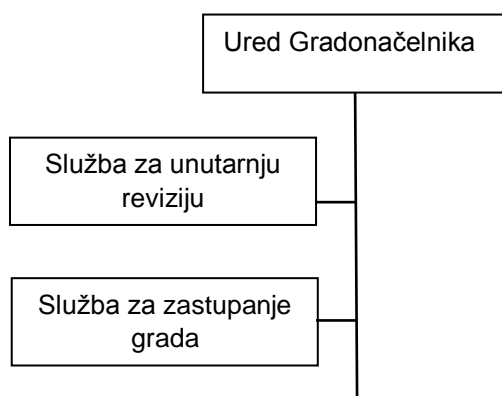 Ured Gradonačelnika
Služba za unutarnju
reviziju
Služba za zastupanje
grada